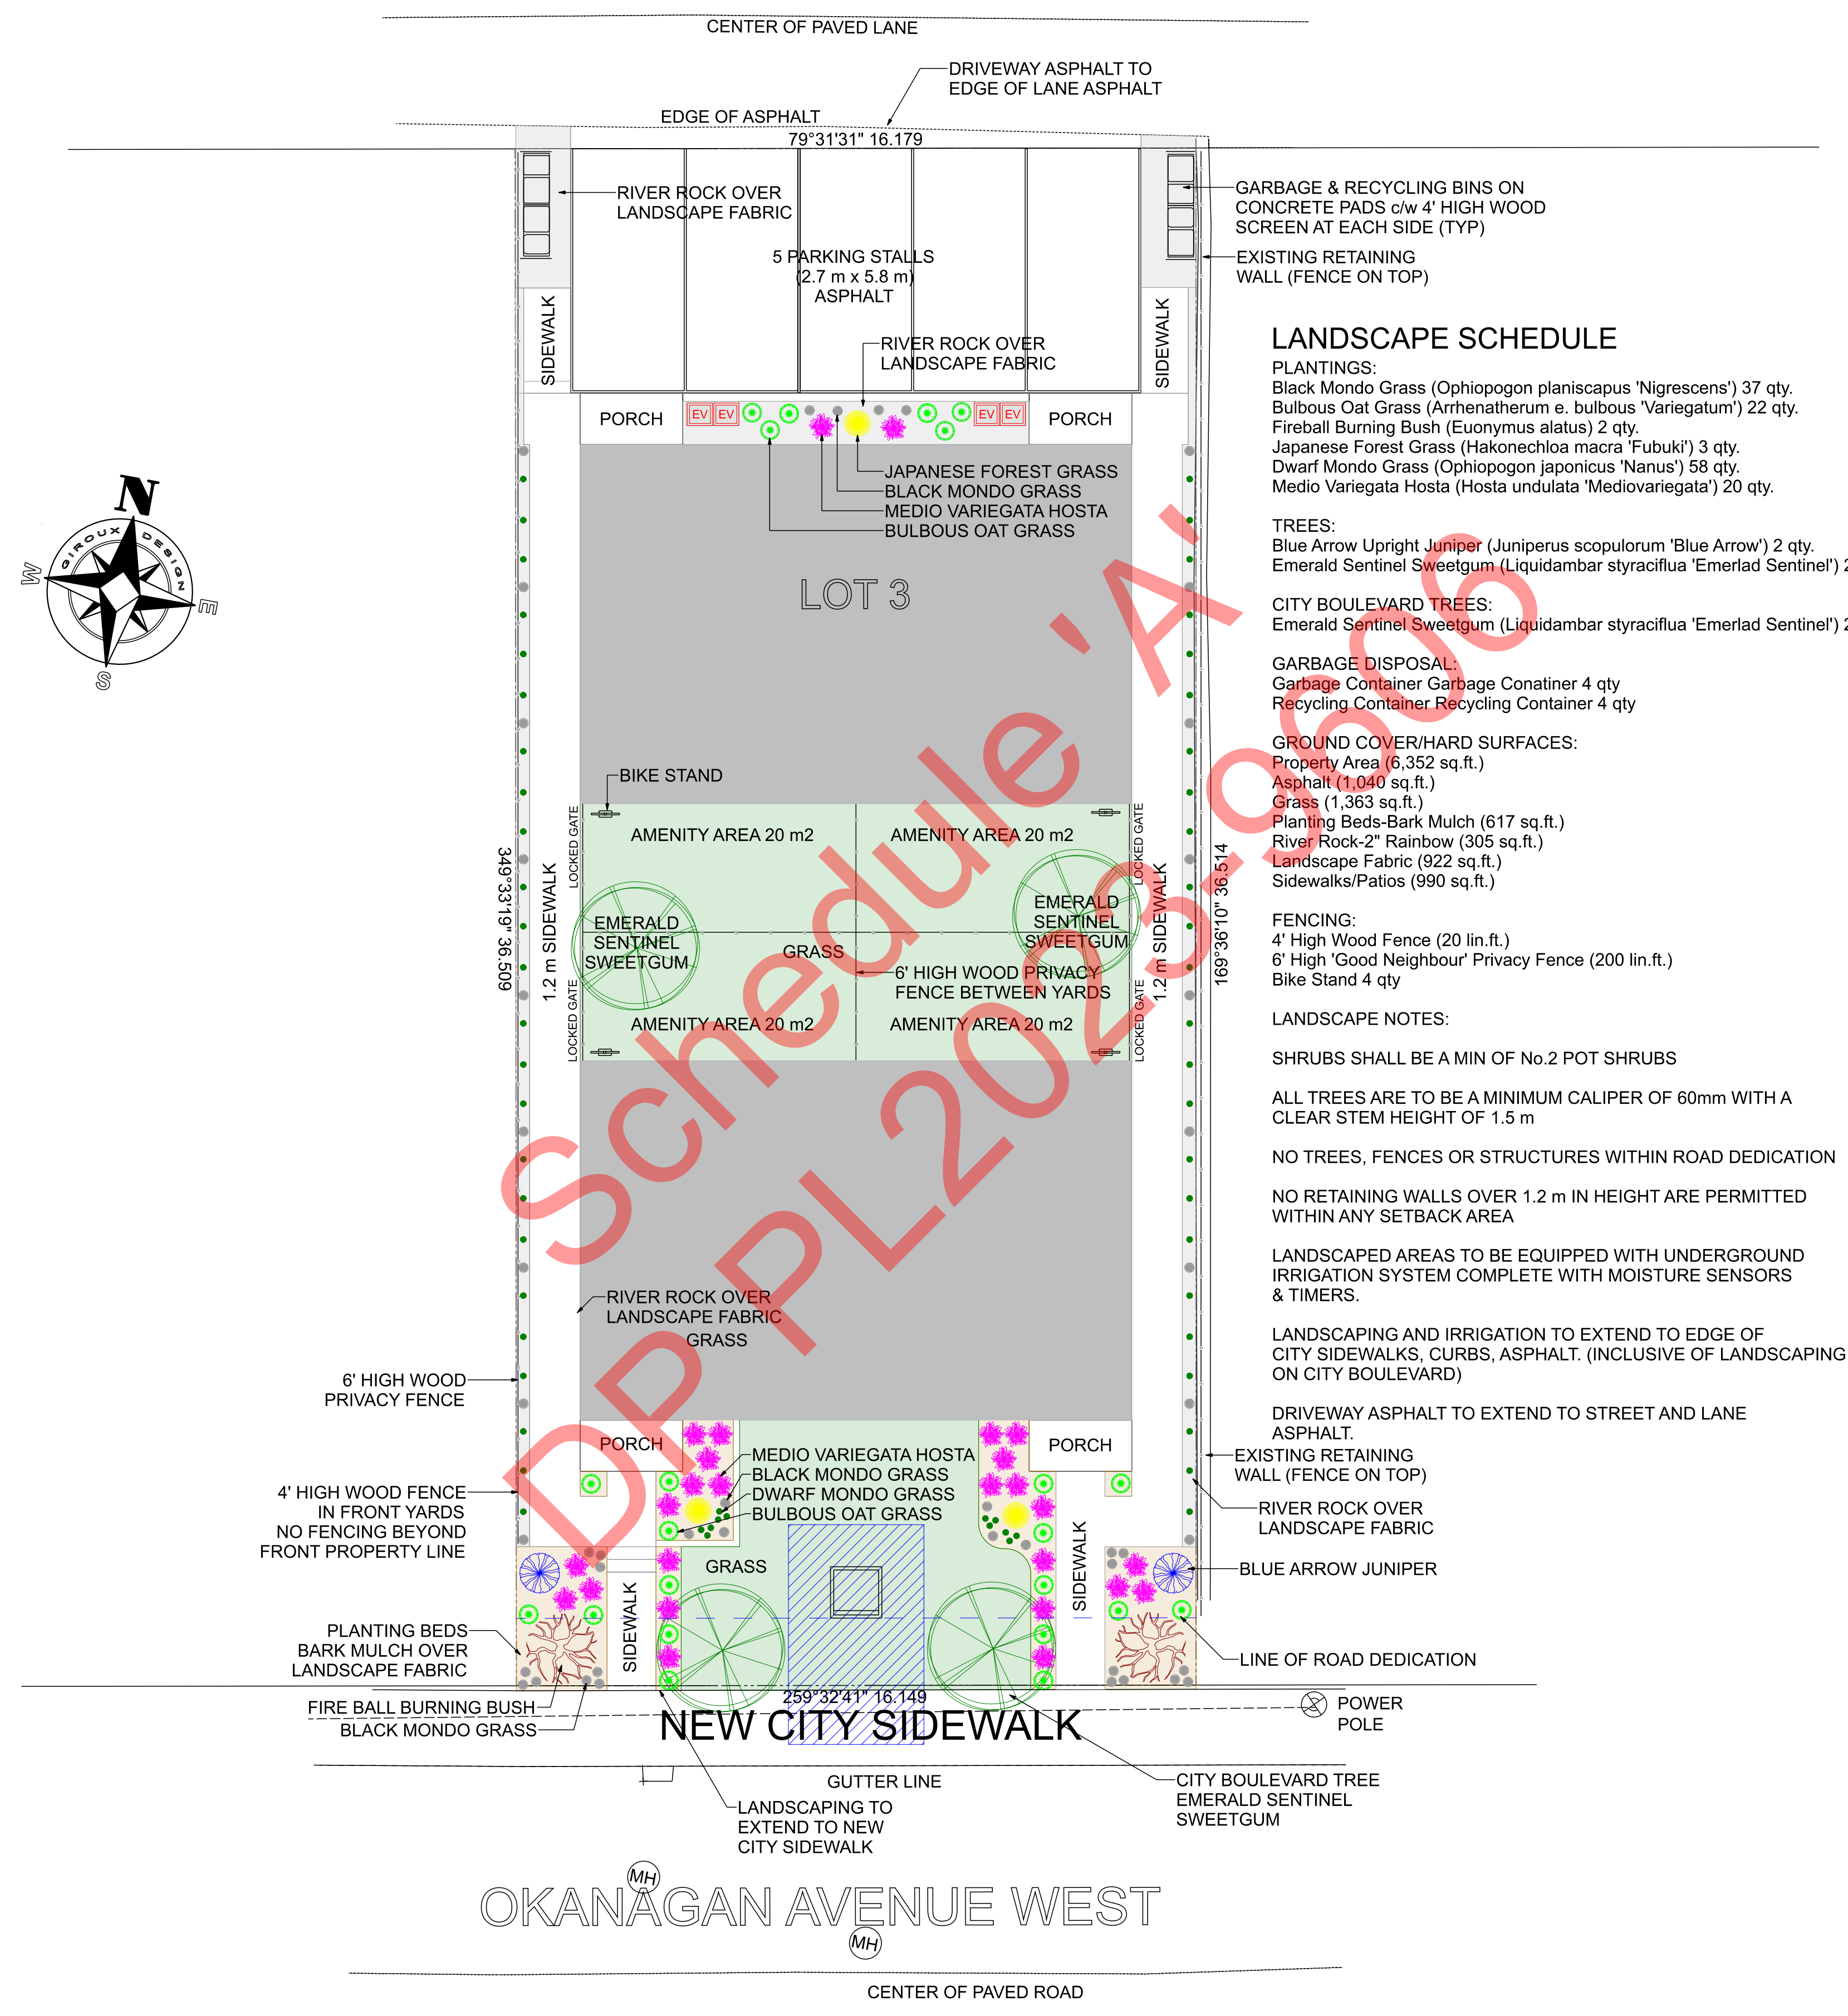 CENTER OF PAVED LANE
DRIVEWAY ASPHALT TO
EDGE OF LANE ASPHALT
EDGE OF ASPHALT
79°31'31" 16.179
RIVER ROCK OVER
LANDSCAPE FABRIC
GARBAGE & RECYCLING BINS ON
CONCRETE PADS c/w 4' HIGH WOOD
SCREEN AT EACH SIDE (TYP)
EXISTING RETAINING
WALL (FENCE ON TOP)
5 PARKING STALLS
(2.7 m x 5.8 m)
ASPHALT
SIDEWALK
SIDEWALK
RIVER ROCK OVER
LANDSCAPE FABRIC
PORCH
EV
EV
EV
EV
PORCH
JAPANESE FOREST GRASS
BLACK MONDO GRASS
MEDIO VARIEGATA HOSTA
BULBOUS OAT GRASS
N
GIROUX DESIGN
W
E
S
LOT 3
BIKE STAND
LOCKED GATE
AMENITY AREA 20 m2
AMENITY AREA 20 m2
LOCKED GATE
349°33'19" 36.509
1.2 m SIDEWALK
EMERALD
SENTINEL
SWEETGUM
GRASS
EMERALD
SENTINEL
SWEETGUM
1.2 m SIDEWALK
169°36'10" 36.514
6' HIGH WOOD PRIVACY
FENCE BETWEEN YARDS
LOCKED GATE
AMENITY AREA 20 m2
AMENITY AREA 20 m2
LOCKED GATE
RIVER ROCK OVER
LANDSCAPE FABRIC
GRASS
6' HIGH WOOD
PRIVACY FENCE
PORCH
PORCH
MEDIO VARIEGATA HOSTA
BLACK MONDO GRASS
DWARF MONDO GRASS
BULBOUS OAT GRASS
4' HIGH WOOD FENCE
IN FRONT YARDS
NO FENCING BEYOND
FRONT PROPERTY LINE
EXISTING RETAINING
WALL (FENCE ON TOP)
RIVER ROCK OVER
LANDSCAPE FABRIC
GRASS
SIDEWALK
SIDEWALK
BLUE ARROW JUNIPER
PLANTING BEDS
BARK MULCH OVER
LANDSCAPE FABRIC
LINE OF ROAD DEDICATION
FIRE BALL BURNING BUSH
BLACK MONDO GRASS
259°32'41" 16.149
NEW CITY SIDEWALK
POWER
POLE
GUTTER LINE
LANDSCAPING TO
EXTEND TO NEW
CITY SIDEWALK
CITY BOULEVARD TREE
EMERALD SENTINEL
SWEETGUM
MH
OKANAGAN AVENUE WEST
MH
CENTER OF PAVED ROAD
LANDSCAPE SCHEDULE
PLANTINGS:
Black Mondo Grass (Ophiopogon planiscapus 'Nigrescens') 37 qty.
Bulbous Oat Grass (Arrhenatherum e. bulbous 'Variegatum') 22 qty.
Fireball Burning Bush (Euonymus alatus) 2 qty.
Japanese Forest Grass (Hakonechloa macra 'Fubuki') 3 qty.
Dwarf Mondo Grass (Ophiopogon japonicus 'Nanus') 58 qty.
Medio Variegata Hosta (Hosta undulata 'Mediovariegata') 20 qty.
TREES:
Blue Arrow Upright Juniper (Juniperus scopulorum 'Blue Arrow') 2 qty.
Emerald Sentinel Sweetgum (Liquidambar styraciflua 'Emerlad Sentinel') 2
CITY BOULEVARD TREES:
Emerald Sentinel Sweetgum (Liquidambar styraciflua 'Emerlad Sentinel') 2
GARBAGE DISPOSAL:
Garbage Container Garbage Conatiner 4 qty
Recycling Container Recycling Container 4 qty
GROUND COVER/HARD SURFACES:
Property Area (6,352 sq.ft.)
Asphalt (1,040 sq.ft.)
Grass (1,363 sq.ft.)
Planting Beds-Bark Mulch (617 sq.ft.)
River Rock-2" Rainbow (305 sq.ft.)
Landscape Fabric (922 sq.ft.)
Sidewalks/Patios (990 sq.ft.)
FENCING:
4' High Wood Fence (20 lin.ft.)
6' High 'Good Neighbour' Privacy Fence (200 lin.ft.)
Bike Stand 4 qty
LANDSCAPE NOTES:
SHRUBS SHALL BE A MIN OF No.2 POT SHRUBS
ALL TREES ARE TO BE A MINIMUM CALIPER OF 60mm WITH A
CLEAR STEM HEIGHT OF 1.5 m
NO TREES, FENCES OR STRUCTURES WITHIN ROAD DEDICATION
NO RETAINING WALLS OVER 1.2 m IN HEIGHT ARE PERMITTED
WITHIN ANY SETBACK AREA
LANDSCAPED AREAS TO BE EQUIPPED WITH UNDERGROUND
IRRIGATION SYSTEM COMPLETE WITH MOISTURE SENSORS
& TIMERS.
LANDSCAPING AND IRRIGATION TO EXTEND TO EDGE OF
CITY SIDEWALKS, CURBS, ASPHALT. (INCLUSIVE OF LANDSCAPING
ON CITY BOULEVARD)
DRIVEWAY ASPHALT TO EXTEND TO STREET AND LANE
ASPHALT.
Schedule 'A'
DP PL2023-9606